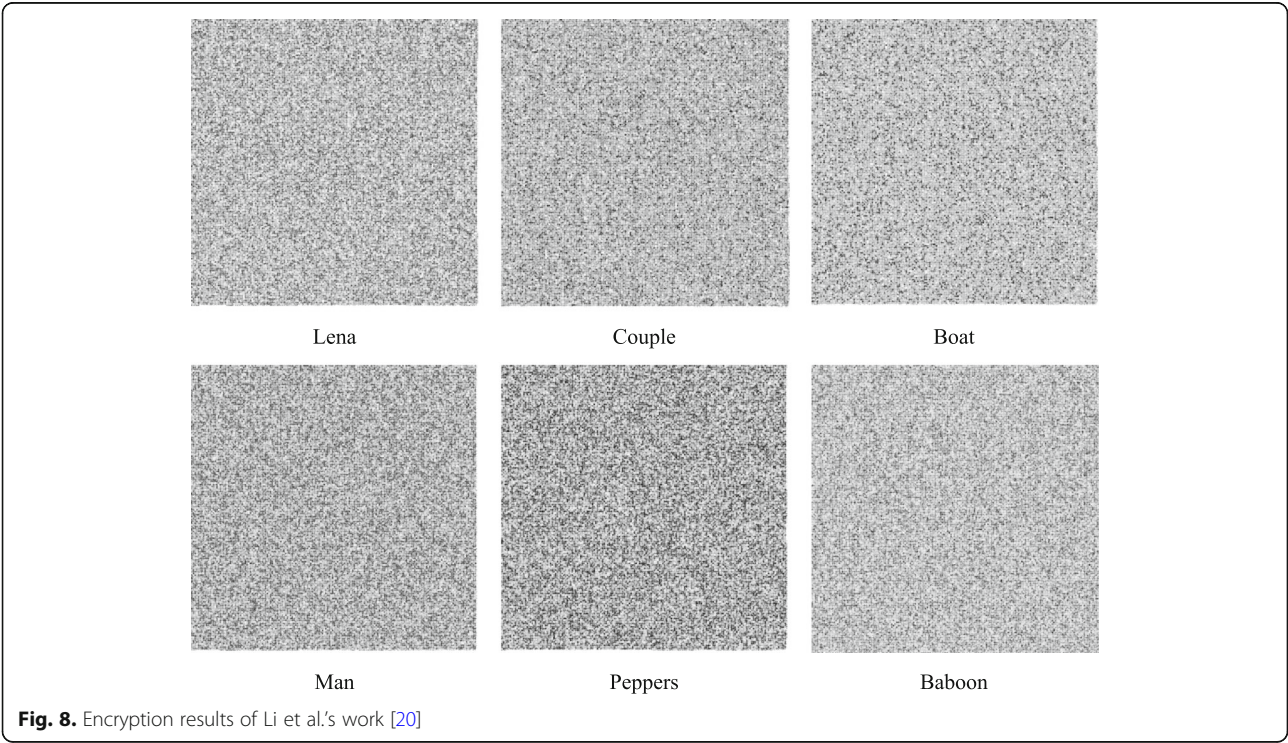 Lena
Couple
Boat
Man
Peppers
Baboon
Fig. 8. Encryption results of Li et al.'s work [20]